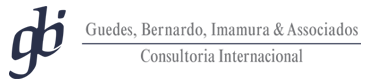 gbi
Guedes, Bernardo, Imamura & Associados
Consultoria Internacional